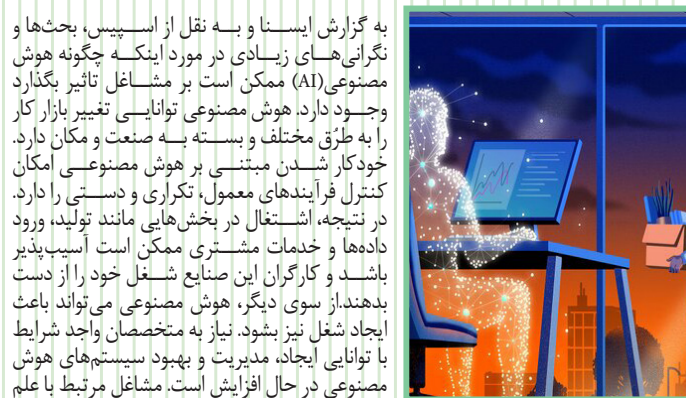 به گزارش ایسنا و به نقل از اسپیس، بحث‌ها و
نگرانی‌های زیادی در مورد اینکه چگونه هوش
مصنوعی(AI) ممکن است بر مشاغل تاثیر بگذارد
وجود دارد. هوش مصنوعی توانایی تغییر بازار کار
را به طرُق مختلف و بسته به صنعت و مکان دارد.
خودکار شدن مبتنی بر هوش مصنوعی امکان
کنترل فرآیندهای معمول، تکراری و دستی را دارد.
در نتیجه، اشتغال در بخش‌هایی مانند تولید، ورود
داده‌ها و خدمات مشتری ممکن است آسیب‌پذیر
باشد و کارگران این صنایع شغل خود را از دست
بدهند.از سوی دیگر، هوش مصنوعی می‌تواند باعث
ایجاد شغل نیز بشود. نیاز به متخصصان واجد شرایط
با توانایی ایجاد، مدیریت و بهبود سیستم‌های هوش
مصنوعی در حال افزایش است. مشاغل مرتبط با علم